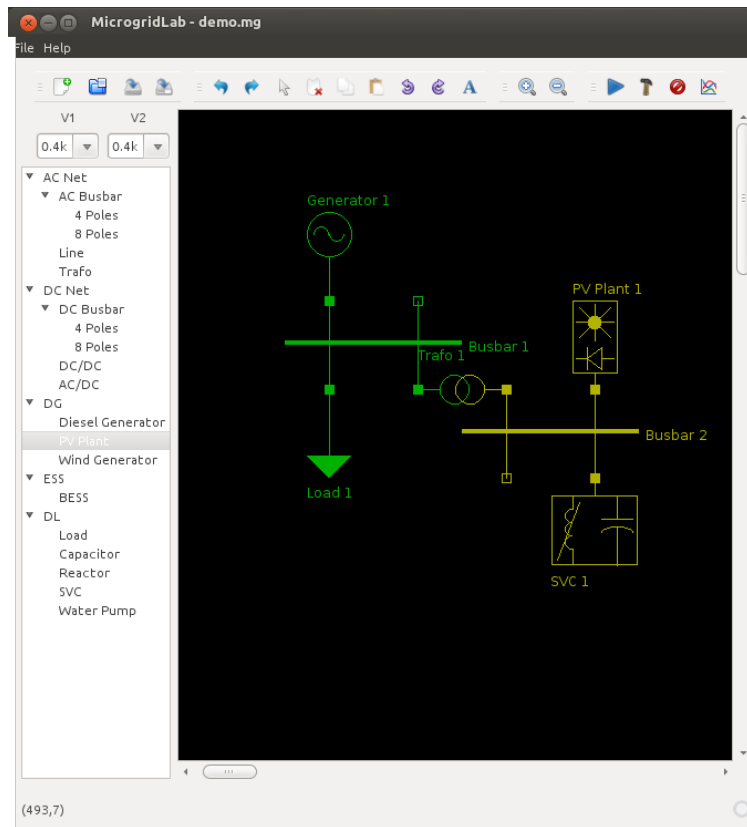 MicrogridLab - demo.mg
File Help
A
V1 V2
0.4k 0.4k
AC Net
AC Busbar
4 Poles
8 Poles
Line
Trafo
DC Net
DC Busbar
4 Poles
8 Poles
DC/DC
AC/DC
DG
Diesel Generator
PV Plant
Wind Generator
ESS
BESS
DL
Load
Capacitor
Reactor
SVC
Water Pump
Generator 1
PV Plant 1
Busbar 1
Trafo 1
Busbar 2
Load 1
SVC 1
(493,7)